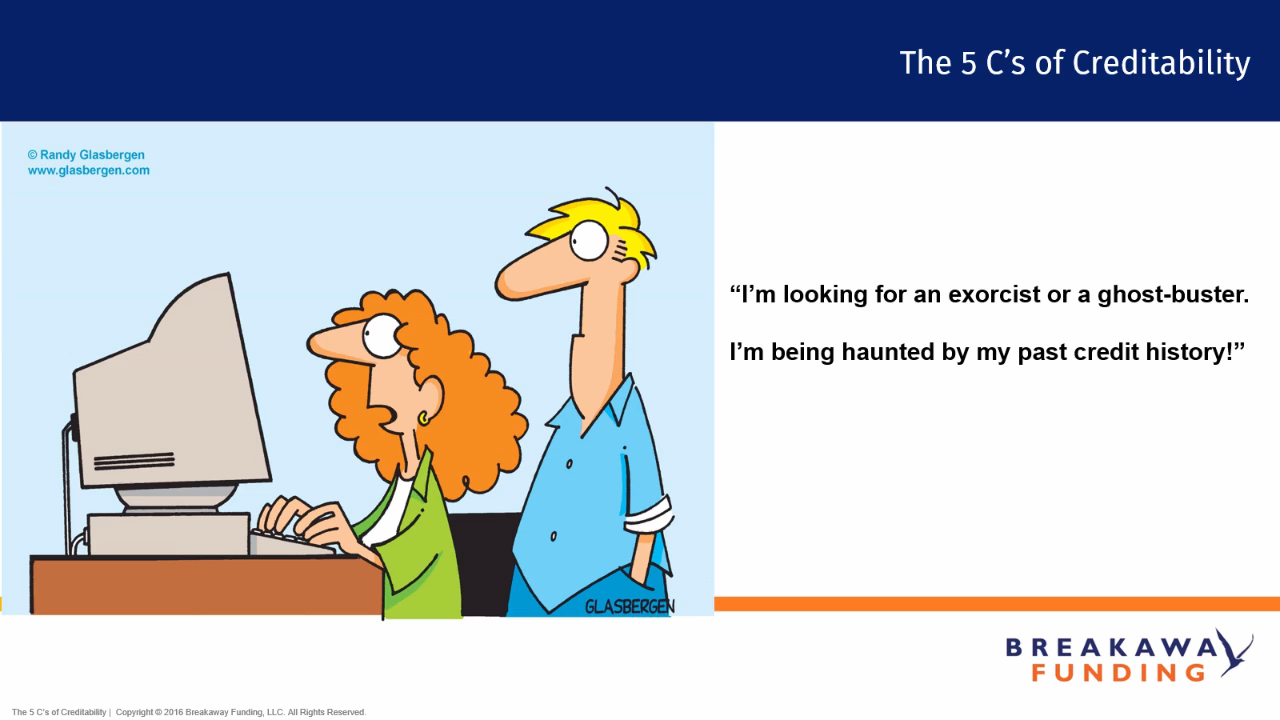 The 5 C’s of Creditability
© Randy Glasbergen
www.glasbergen.com
“I’m looking for an exorcist or a ghost-buster.
I’m being haunted by my past credit history!”
GLASBERGEN
BREAKAWAY
FUNDING
The 5 C's of Creditability | Copyright © 2016 Breakaway Funding, LLC. All Rights Reserved.